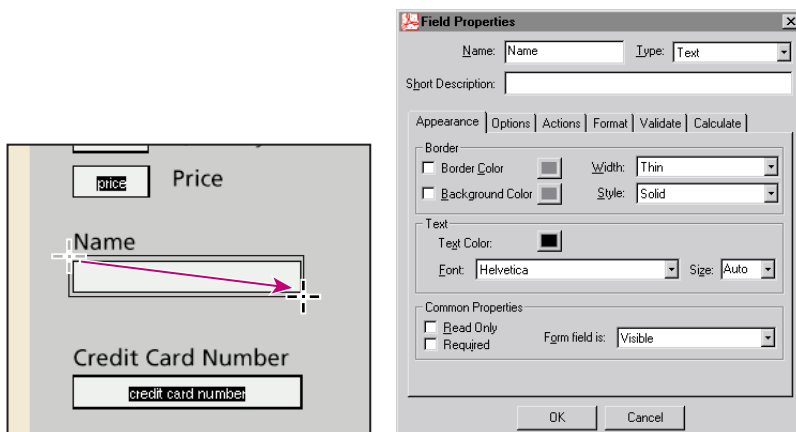 price
Price
Name
Credit Card Number
credit card number
Field Properties
Name: Name Type: Text
Short Description:
Appearance Options Actions Format Validate Calculate
Border
Border Color Width: Thin
Background Color Style: Solid
Text
Text Color:
Font: Helvetica Size: Auto
Common Properties
Read Only
Required
Form field is: Visible
OK Cancel